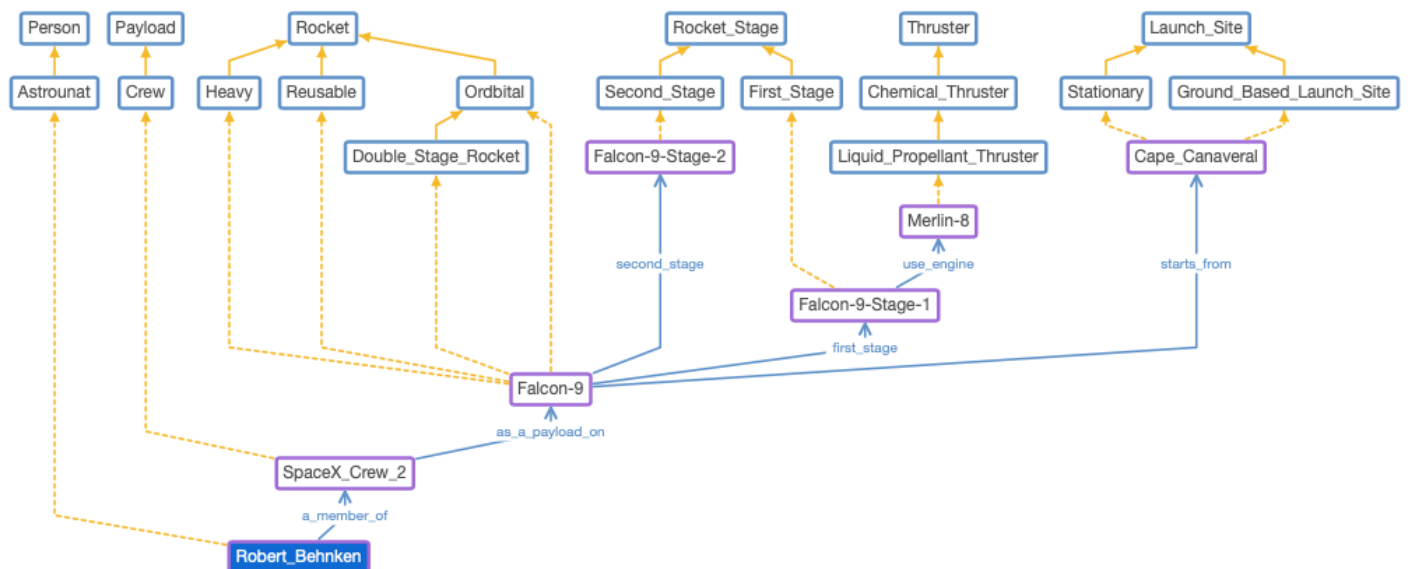 Person
Payload
Rocket
Rocket_Stage
Thruster
Launch_Site
Astrounat
Crew
Heavy
Reusable
Ordbital
Second_Stage
First_Stage
Chemical_Thruster
Stationary
Ground_Based_Launch_Site
Double_Stage_Rocket
Falcon-9-Stage-2
Liquid_Propellant_Thruster
Cape_Canaveral
Merlin-8
second_stage
use_engine
starts_from
Falcon-9-Stage-1
first_stage
Falcon-9
as_a_payload_on
SpaceX_Crew_2
a_member_of
Robert_Behnken